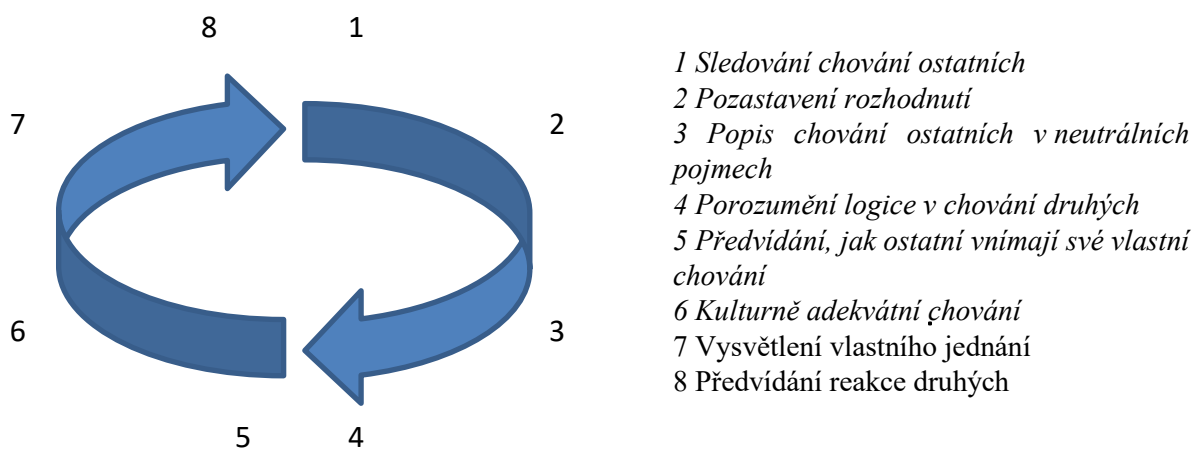 8 1
7 2
6 3
5 4
1 Sledování chování ostatních
2 Pozastavení rozhodnutí
3 Popis chování ostatních v neutrálních
pojmech
4 Porozumění logice v chování druhých
5 Předvídání, jak ostatní vnímají své vlastní
chování
6 Kulturně adekvátní chování
7 Vysvětlení vlastního jednání
8 Předvídání reakce druhých